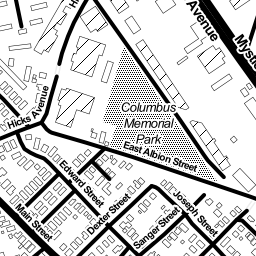 Avenue
Columbus
Memorial
Park
Hicks Avenue
East Albion Street
Edward Street
Main Street
Dexter Street
Sanger Street
Joseph Street